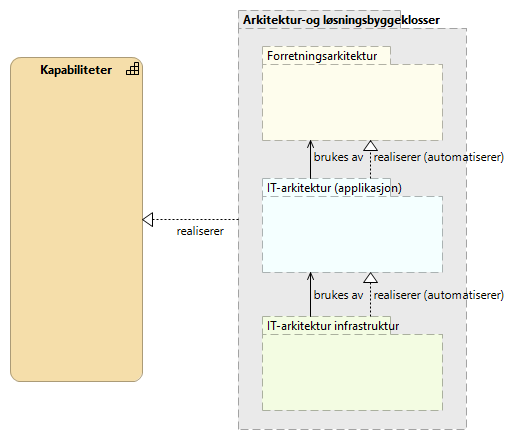 Arkitektur-og løsningsbyggeklosser
Kapabiliteter
Forretningsarkitektur
brukes av
realiserer (automatiserer)
IT-arkitektur (applikasjon)
realiserer
brukes av
realiserer (automatiserer)
IT-arkitektur infrastruktur